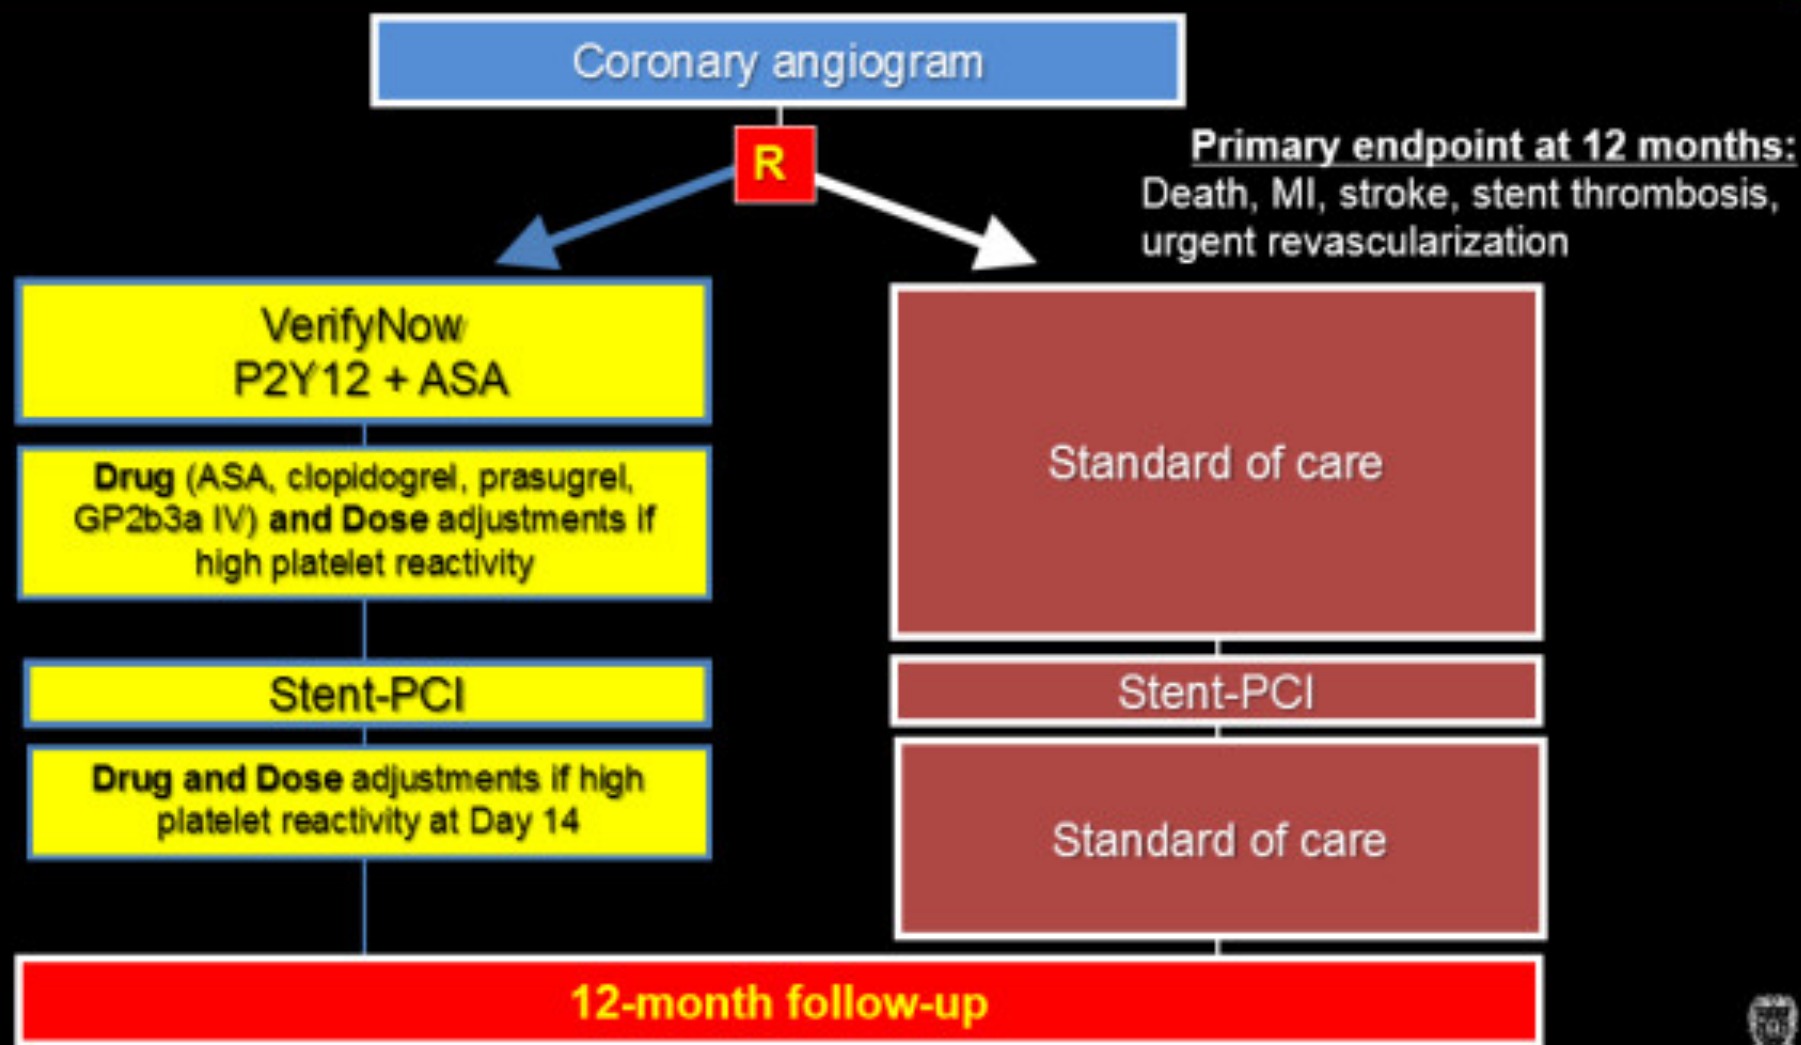 Coronary angiogram
R
Primary endpoint at 12 months:
Death, MI, stroke, stent thrombosis,
urgent revascularization
VerifyNow
P2Y12 + ASA
Drug (ASA, clopidogrel, prasugrel,
GP2b3a IV) and Dose adjustments if
high platelet reactivity
Stent-PCI
Drug and Dose adjustments if high
platelet reactivity at Day 14
Standard of care
Stent-PCI
Standard of care
12-month follow-up